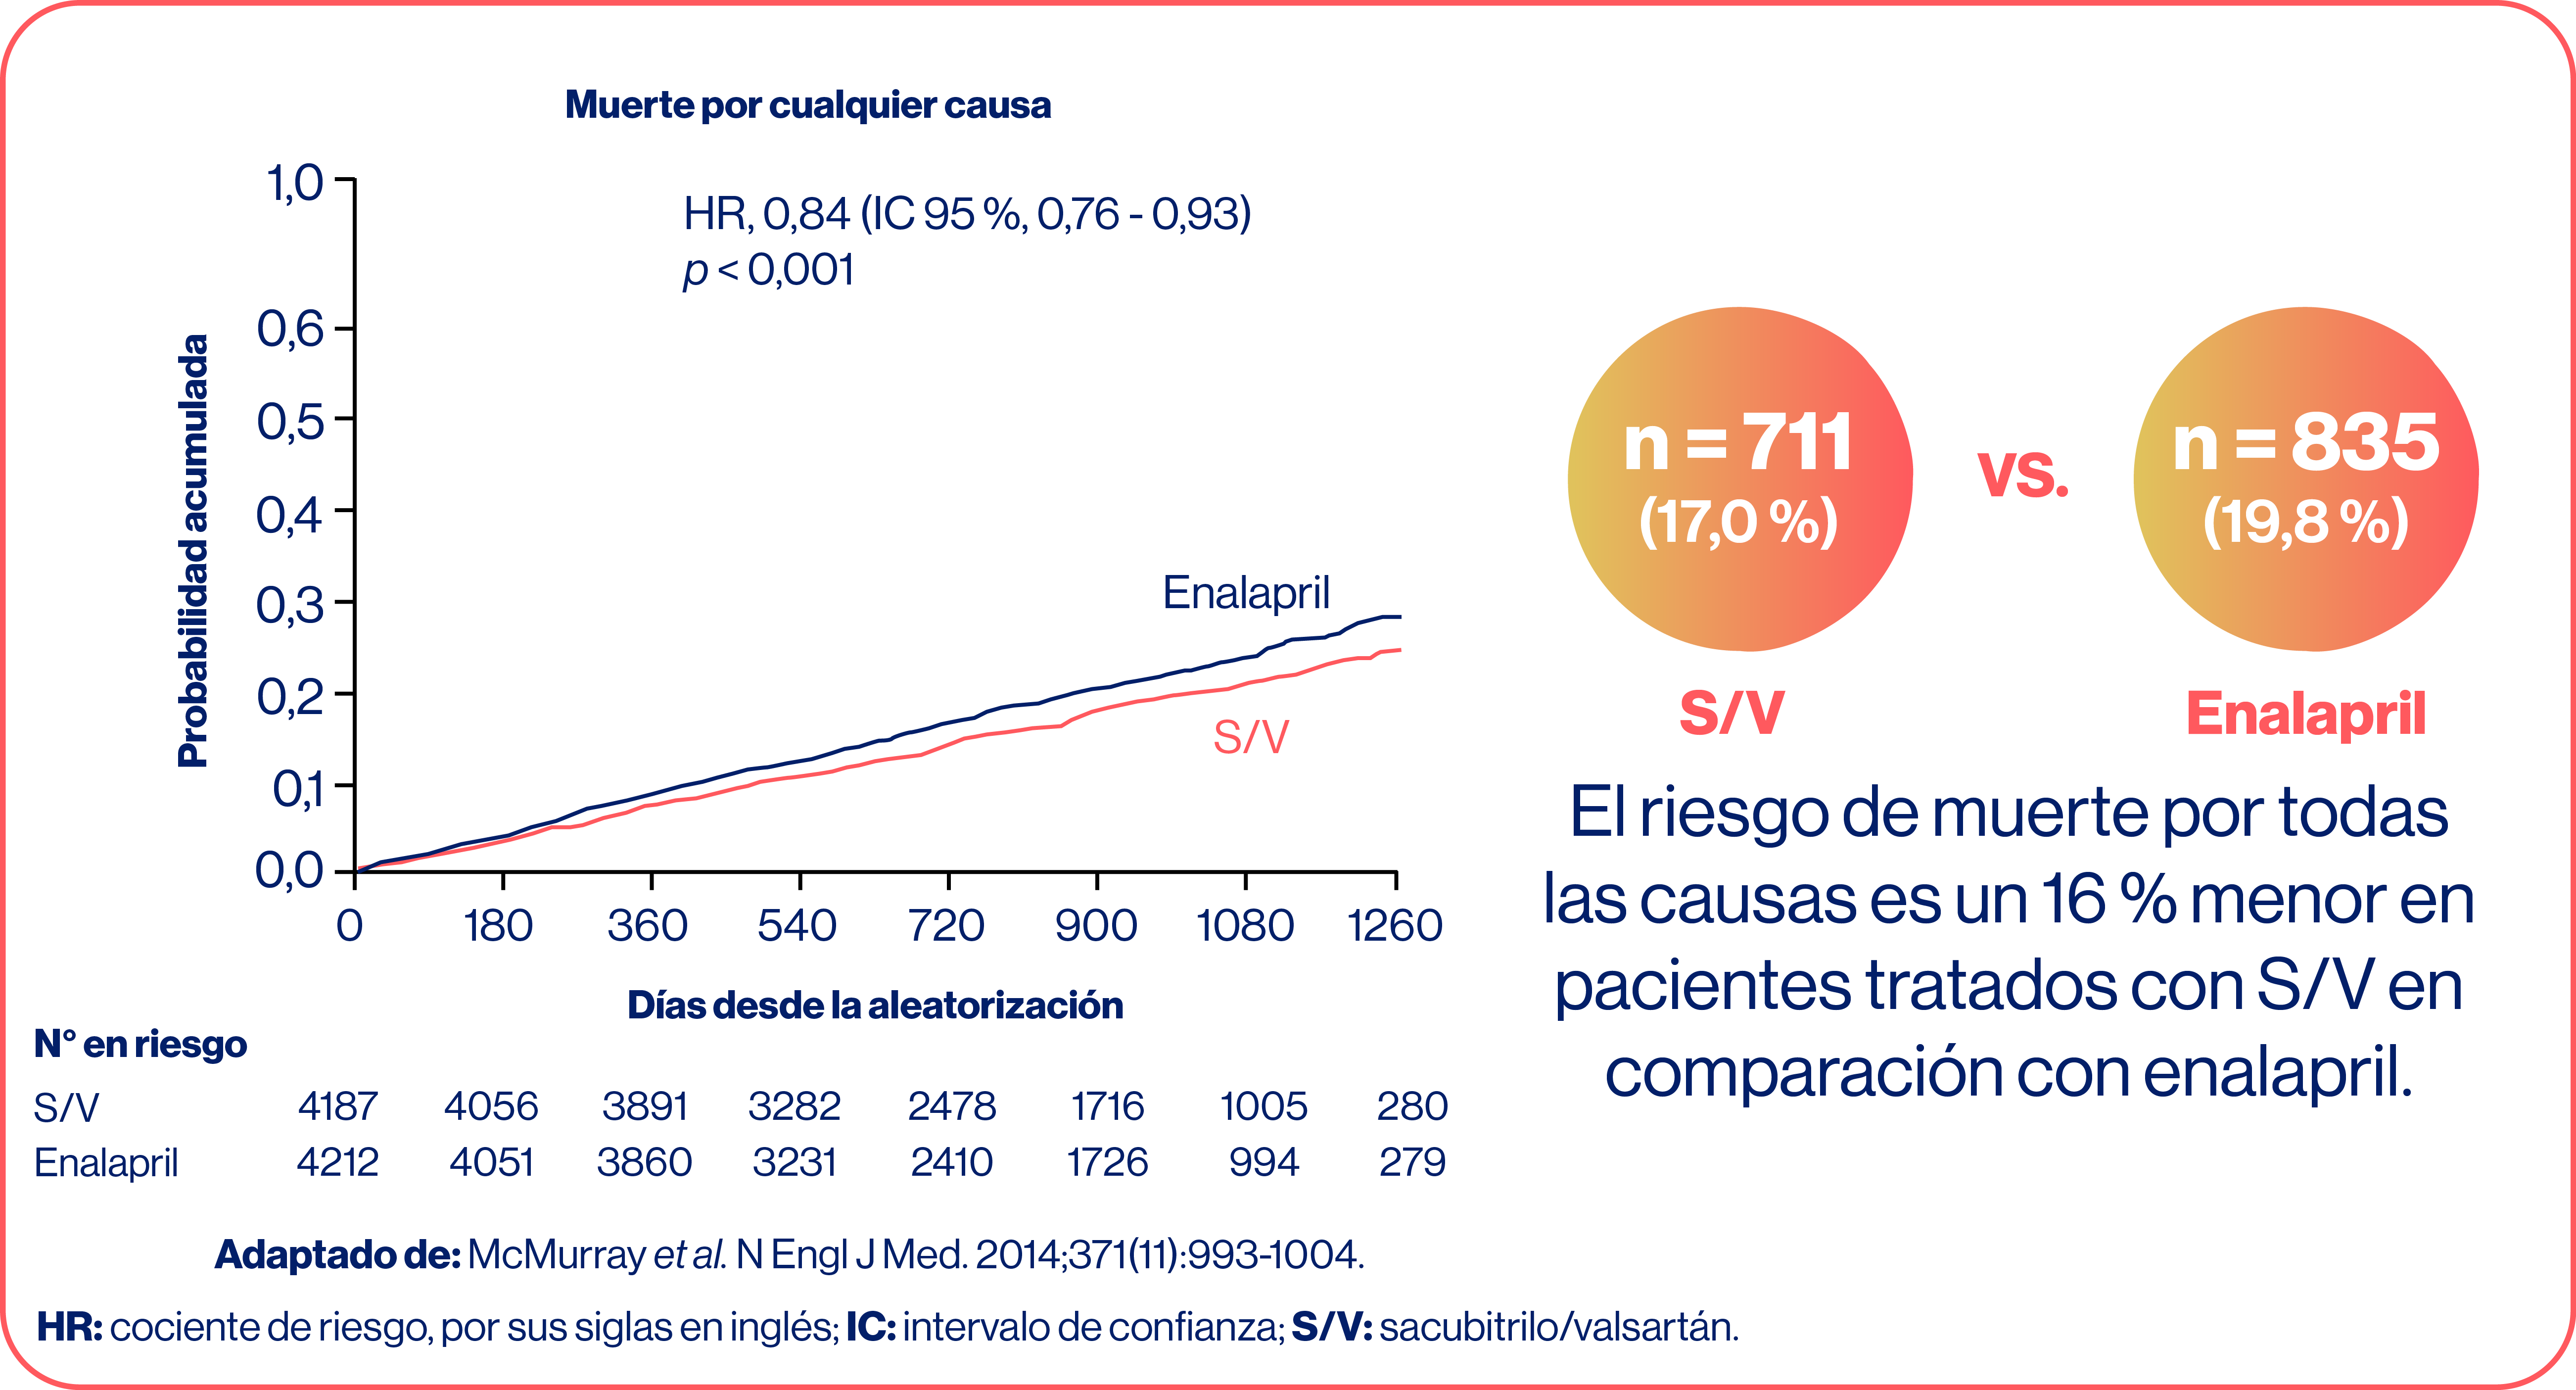 Muerte por cualquier causa
HR, 0,84 (IC 95 %, 0,76 - 0,93)
p < 0,001
Probabilidad acumulada
1,0
0,6
0,5
0,4
0,3
0,2
0,1
0,0
Enalapril
S/V
0 180 360 540 720 900 1080 1260
Días desde la aleatorización
N° en riesgo
S/V 4187 4056 3891 3282 2478 1716 1005 280
Enalapril 4212 4051 3860 3231 2410 1726 994 279
n = 711
(17,0 %)
S/V
vs.
n = 835
(19,8 %)
Enalapril
El riesgo de muerte por todas
las causas es un 16 % menor en
pacientes tratados con S/V en
comparación con enalapril.
Adaptado de: McMurray et al. N Engl J Med. 2014;371(11):993-1004.
HR: cociente de riesgo, por sus siglas en inglés; IC: intervalo de confianza; S/V: sacubitrilo/valsartán.